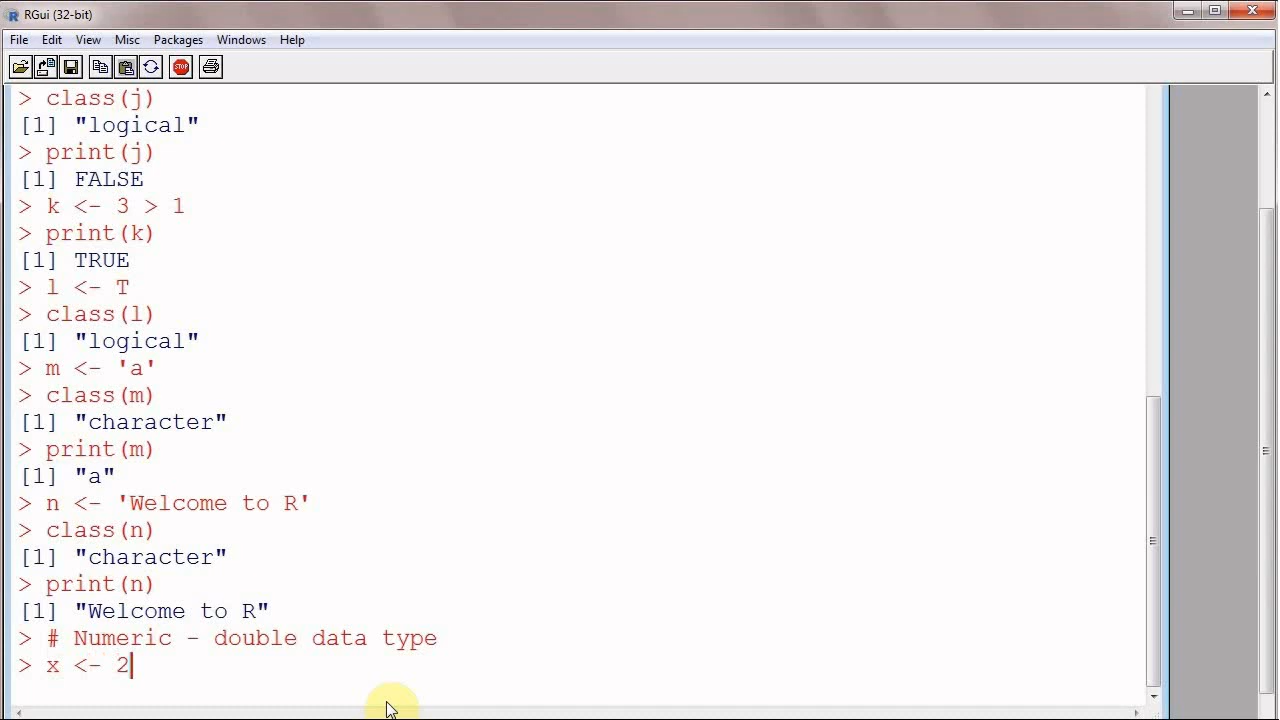 RGui (32-bit)
File Edit View Misc Packages Windows Help
STOP
> class(j)
[1] "logical"
> print(j)
[1] FALSE
> k <- 3 > 1
> print(k)
[1] TRUE
> l <- T
> class(l)
[1] "logical"
> m <- 'a'
> class(m)
[1] "character"
> print(m)
[1] "a"
> n <- 'Welcome to R'
> class(n)
[1] "character"
> print(n)
[1] "Welcome to R"
> # Numeric - double data type
> x <- 2